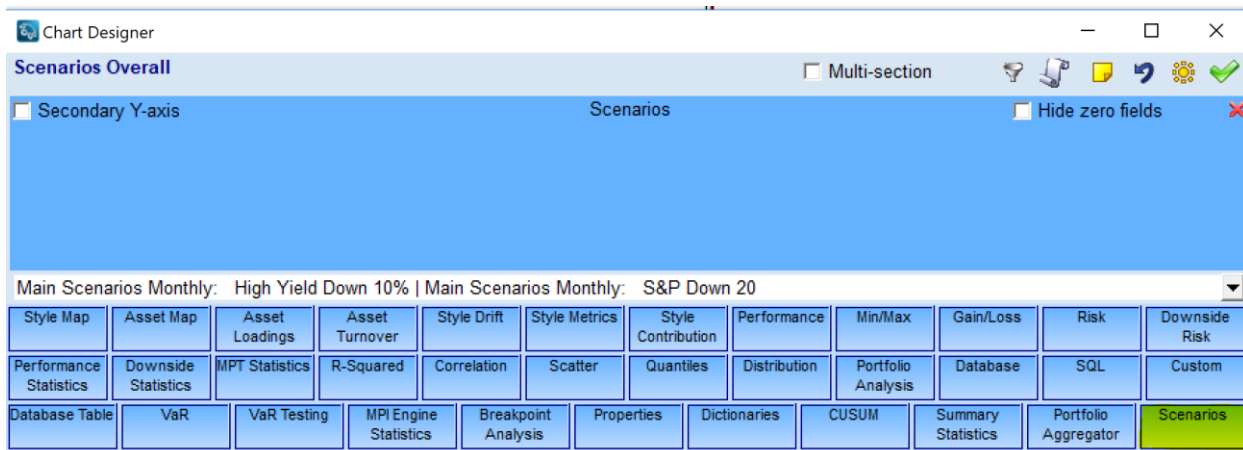 Chart Designer
Scenarios Overall
Multi-section
Secondary Y-axis
Scenarios
Hide zero fields
Main Scenarios Monthly: High Yield Down 10% | Main Scenarios Monthly: S&P Down 20
Style Map
Asset Map
Asset
Loadings
Asset
Turnover
Style Drift
Style Metrics
Style
Contribution
Performance
Min/Max
Gain/Loss
Risk
Downside
Risk
Performance
Statistics
Downside
Statistics
MPT Statistics
R-Squared
Correlation
Scatter
Quantiles
Distribution
Portfolio
Analysis
Database
SQL
Custom
Database Table
VaR
VaR Testing
MPI Engine
Statistics
Breakpoint
Analysis
Properties
Dictionaries
CUSUM
Summary
Statistics
Portfolio
Aggregator
Scenarios